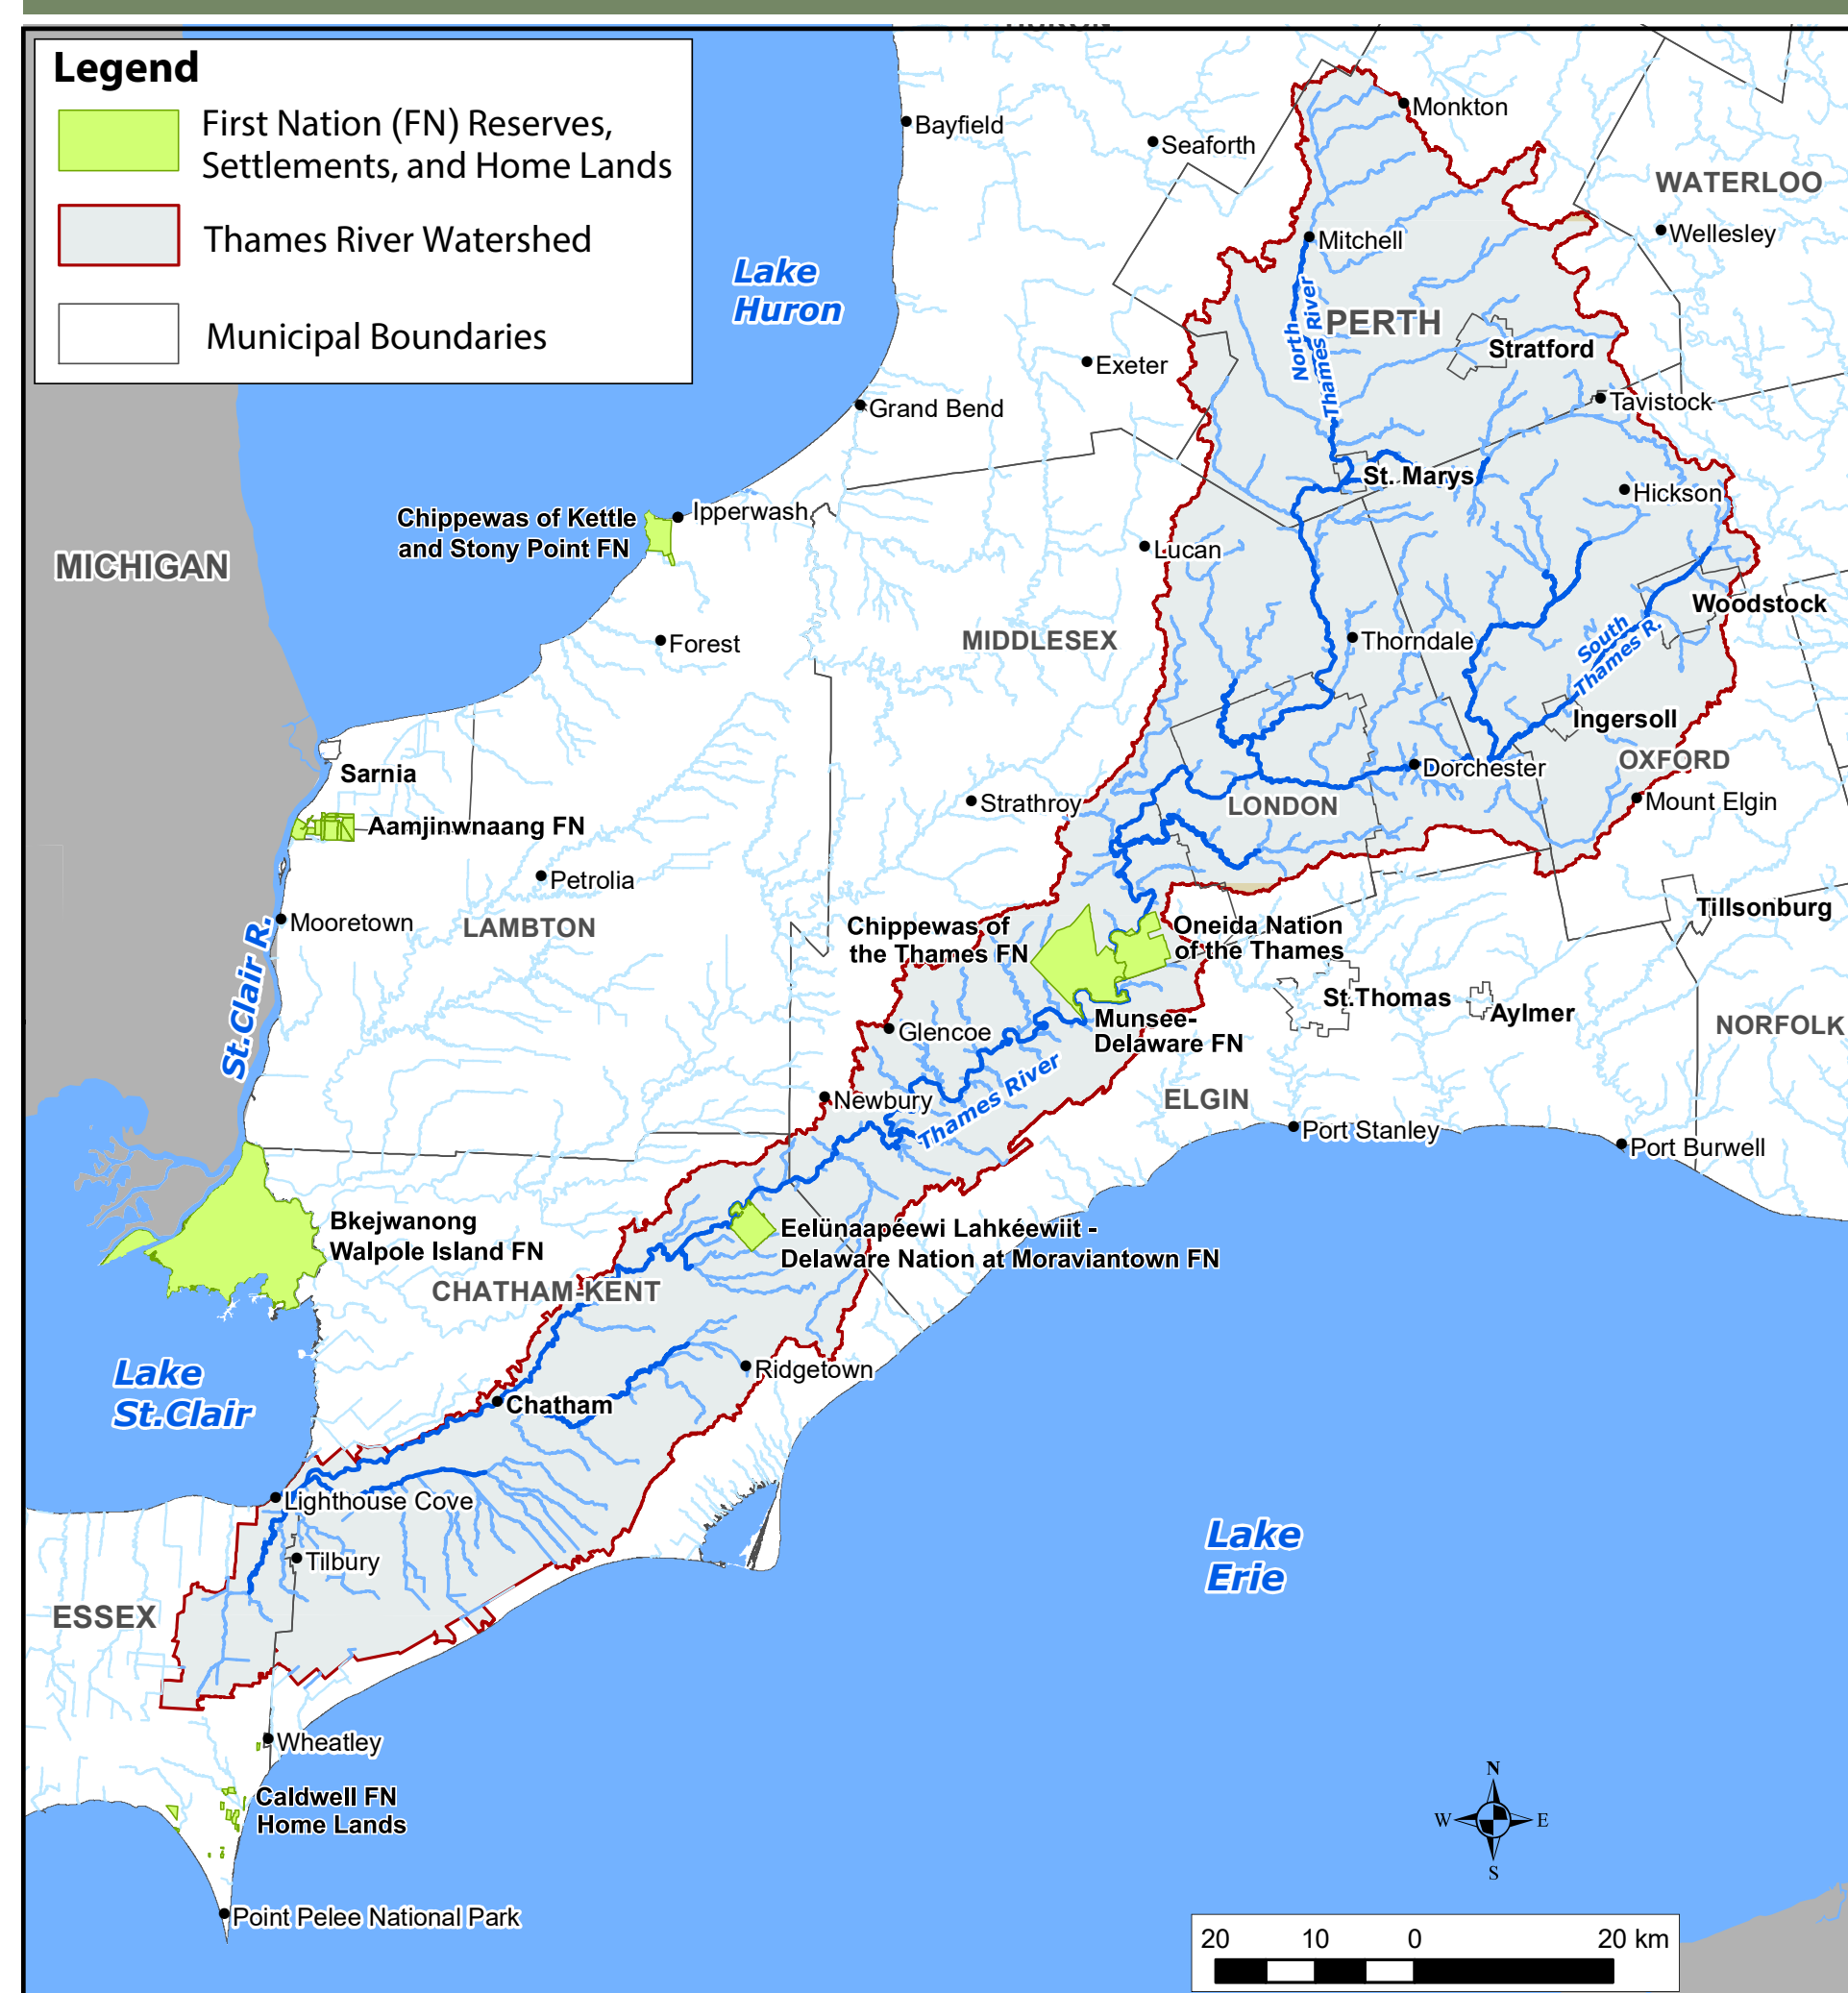 Legend
First Nation (FN) Reserves,
Settlements, and Home Lands
Thames River Watershed
Municipal Boundaries
Monkton
Bayfield
Seaforth
WATERLOO
Wellesley
Mitchell
Lake
Huron
North
Thames River
PERTH
Stratford
Exeter
Grand Bend
Tavistock
St. Marys
Hickson
Chippewas of Kettle
and Stony Point FN
Ipperwash
Lucan
MICHIGAN
Woodstock
Forest
MIDDLESEX
Thorndale
South
Thames R.
Ingersoll
OXFORD
Sarnia
Dorchester
Strathroy
LONDON
Mount Elgin
Aamjinwnaang FN
Petrolia
Mooretown
LAMBTON
Tillsonburg
Chippewas of
the Thames FN
Oneida Nation
of the Thames
St.Clair R.
St.Thomas
Aylmer
NORFOLK
Glencoe
Munsee-
Delaware FN
Newbury
Thames River
ELGIN
Port Stanley
Port Burwell
Bkejwanong
Walpole Island FN
Eelünaapéewi Lahkéewiit -
Delaware Nation at Moraviantown FN
CHATHAM-KENT
Lake
St.Clair
Ridgetown
Chatham
Lighthouse Cove
Tilbury
Lake
Erie
ESSEX
Wheatley
Caldwell FN
Home Lands
Point Pelee National Park
N
W
E
S
20 10 0 20 km